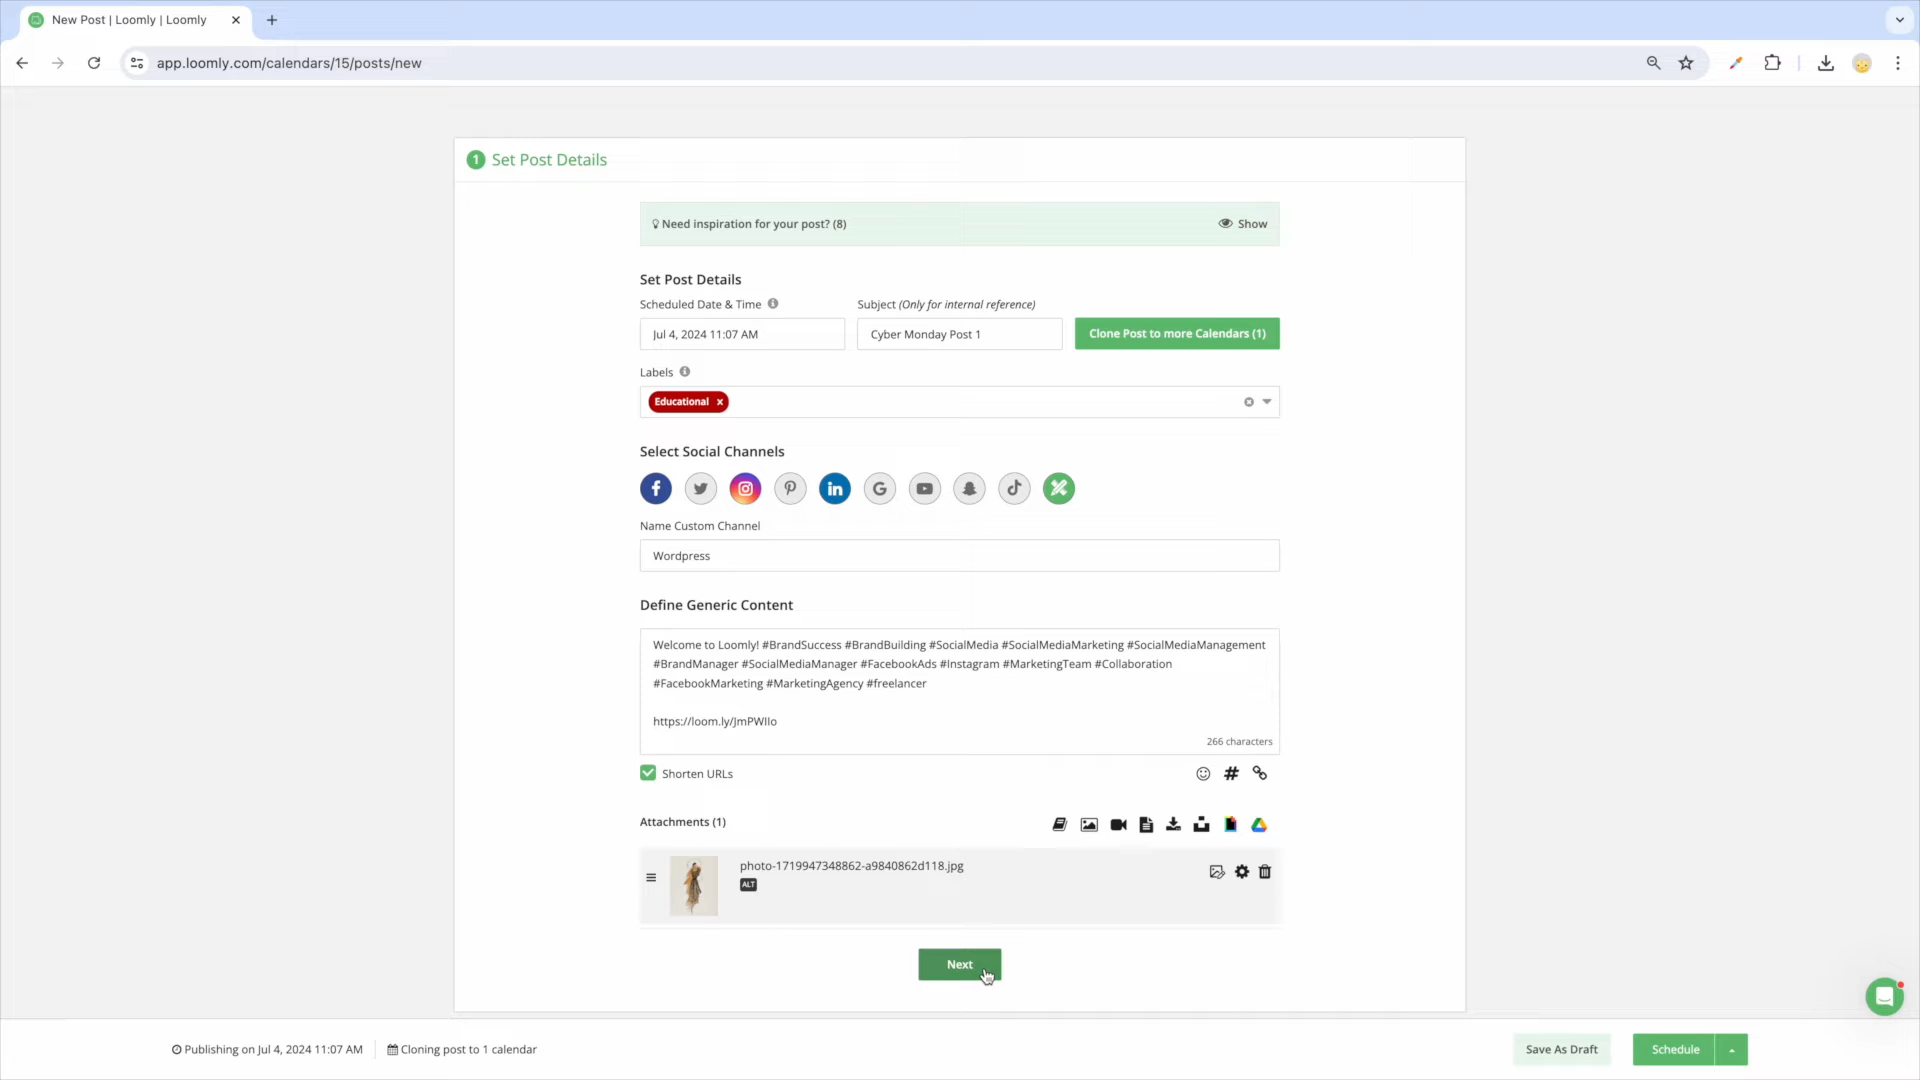 New Post | Loomly | Loomly
app.loomly.com/calendars/15/posts/new
1 Set Post Details
Need inspiration for your post? (8)
Show
Set Post Details
Scheduled Date & Time
Subject (Only for internal reference)
Jul 4, 2024 11:07 AM
Cyber Monday Post 1
Clone Post to more Calendars (1)
Labels
Educational ×
Select Social Channels
Name Custom Channel
Wordpress
Define Generic Content
Welcome to Loomly! #BrandSuccess #BrandBuilding #SocialMedia #SocialMediaMarketing #SocialMediaManagement
#BrandManager #SocialMediaManager #FacebookAds #Instagram #MarketingTeam #Collaboration
#FacebookMarketing #MarketingAgency #freelancer
https://loom.ly/JmPWIIo
266 characters
Shorten URLs
Attachments (1)
photo-1719947348862-a9840862d118.jpg
ALT
Next
Publishing on Jul 4, 2024 11:07 AM
Cloning post to 1 calendar
Save As Draft
Schedule